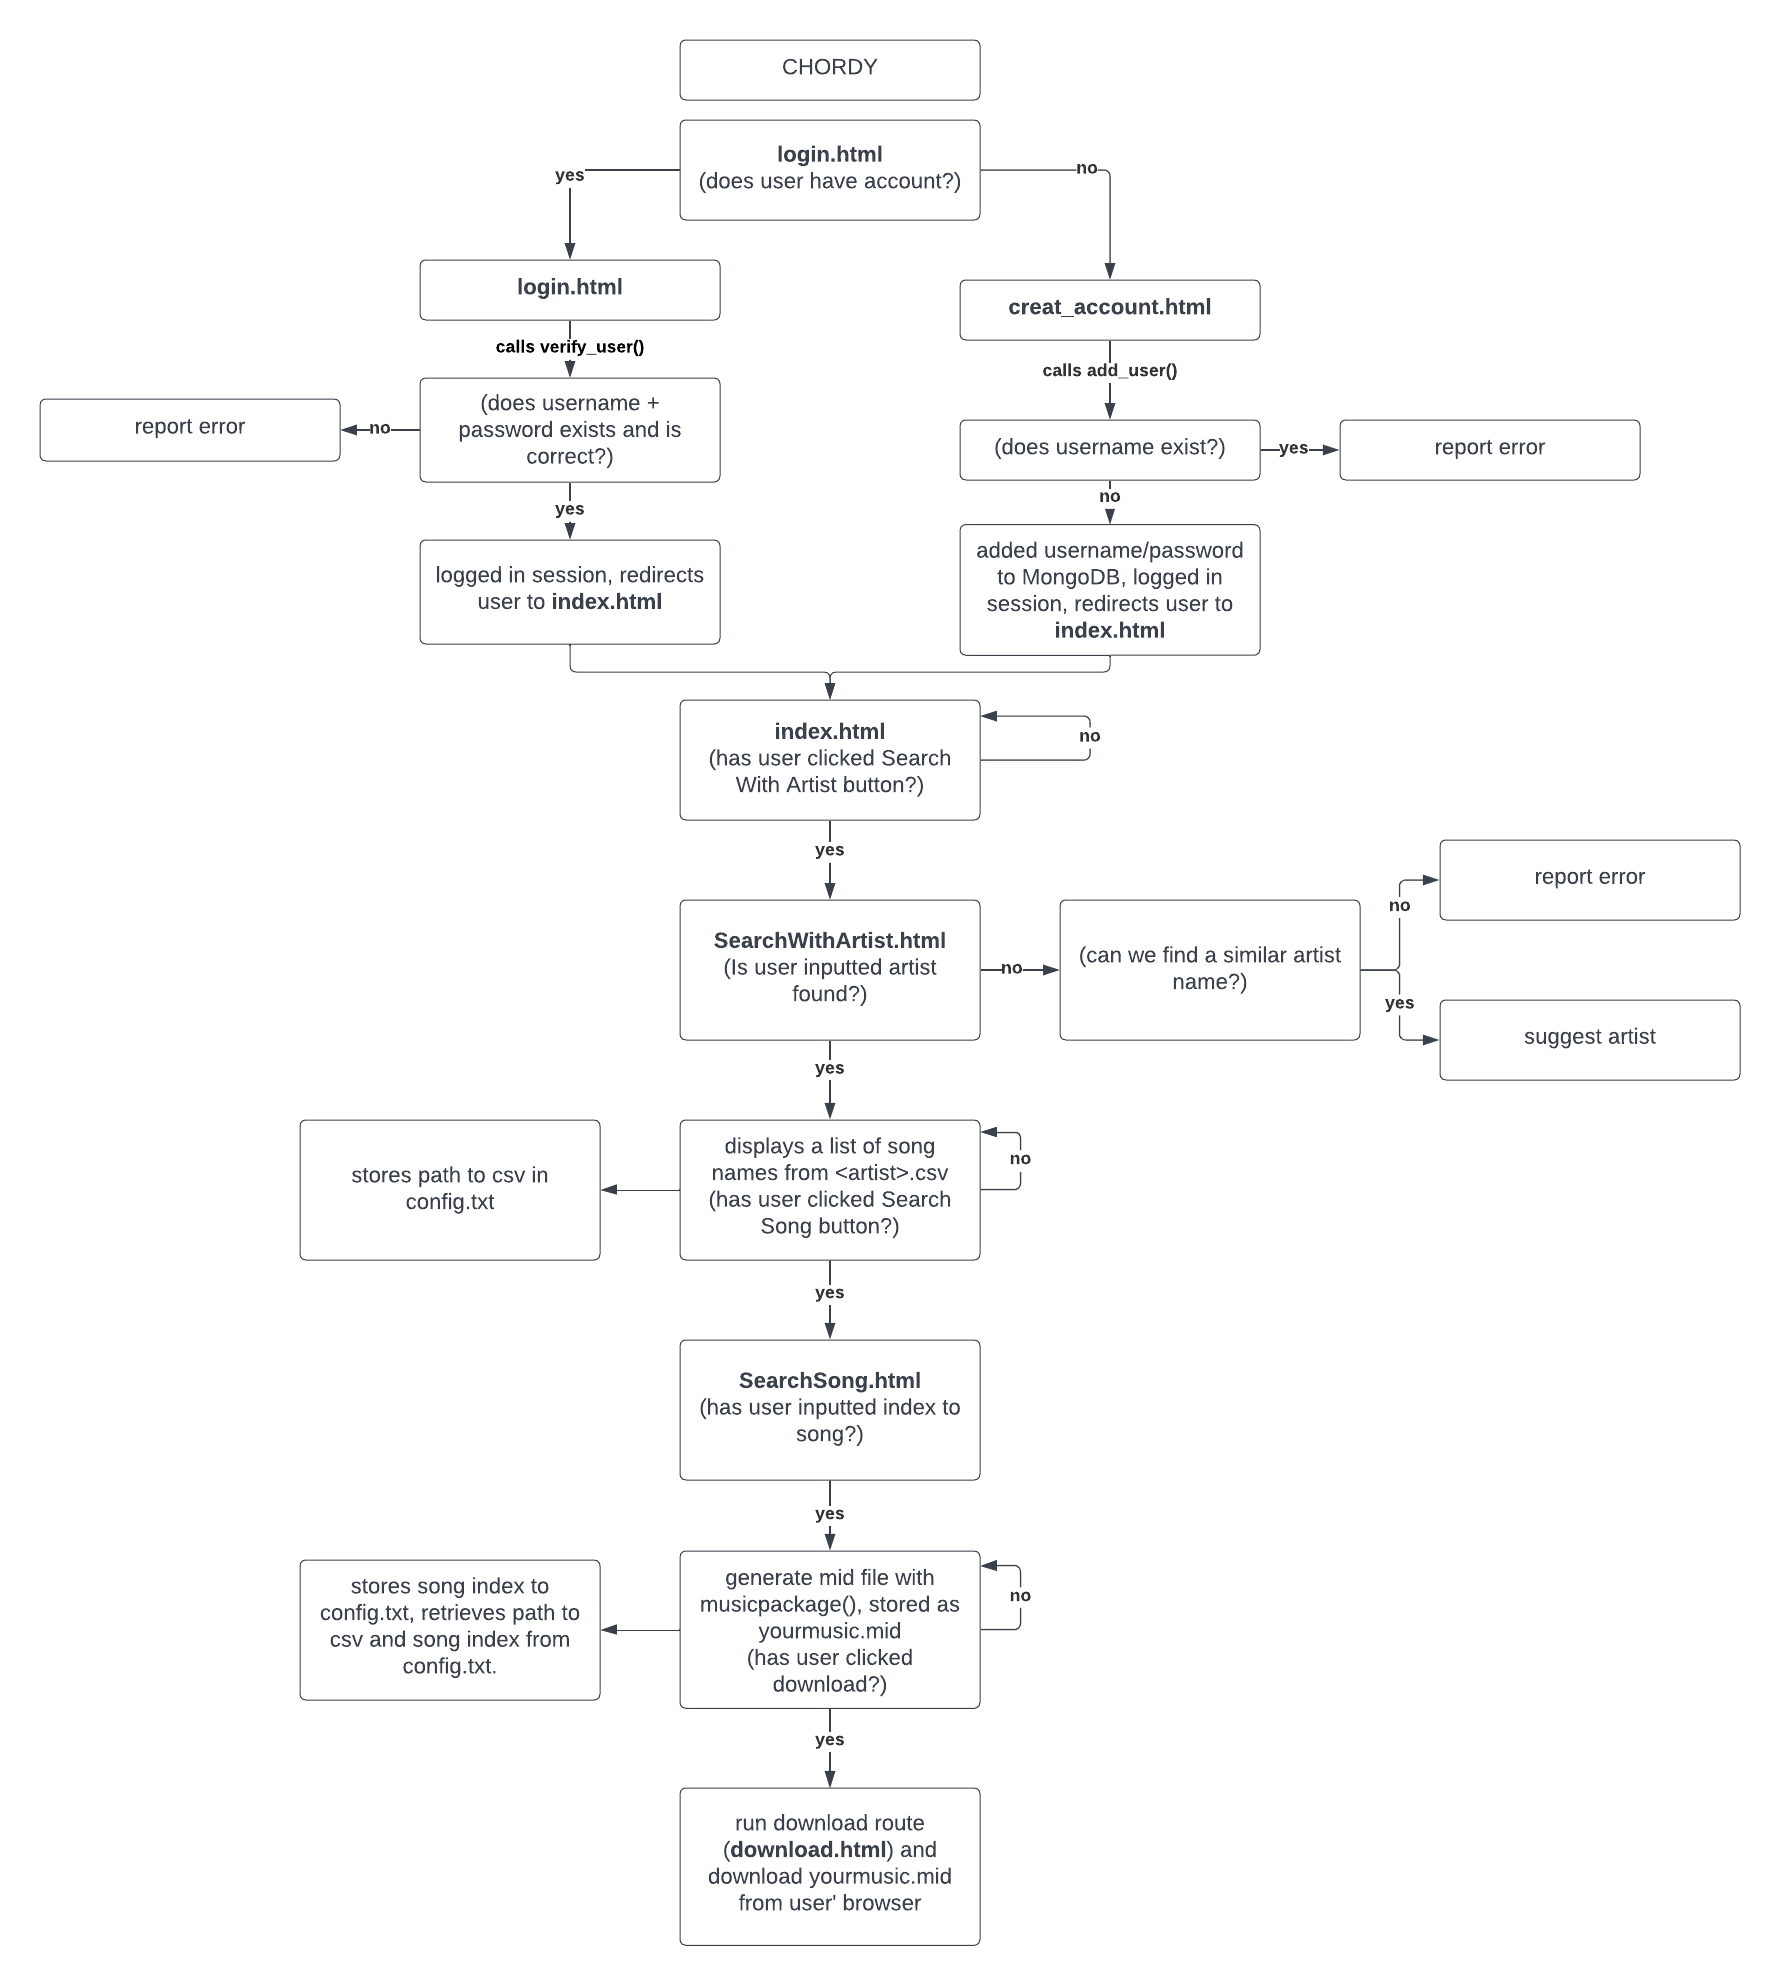 CHORDY
login.html
(does user have account?)
yes
no
login.html
creat_account.html
calls verify_user()
calls add_user()
(does username +
password exists and is
correct?)
no
report error
(does username exist?)
yes
report error
yes
no
logged in session, redirects
user to index.html
added username/password
to MongoDB, logged in
session, redirects user to
index.html
index.html
(has user clicked Search
With Artist button?)
no
yes
SearchWithArtist.html
(Is user inputted artist
found?)
no
(can we find a similar artist
name?)
no
report error
yes
suggest artist
yes
displays a list of song
names from <artist>.csv
(has user clicked Search
Song button?)
no
stores path to csv in
config.txt
yes
SearchSong.html
(has user inputted index to
song?)
yes
generate mid file with
musicpackage(), stored as
yourmusic.mid
(has user clicked
download?)
no
stores song index to
config.txt, retrieves path to
csv and song index from
config.txt.
yes
run download route
(download.html) and
download yourmusic.mid
from user' browser